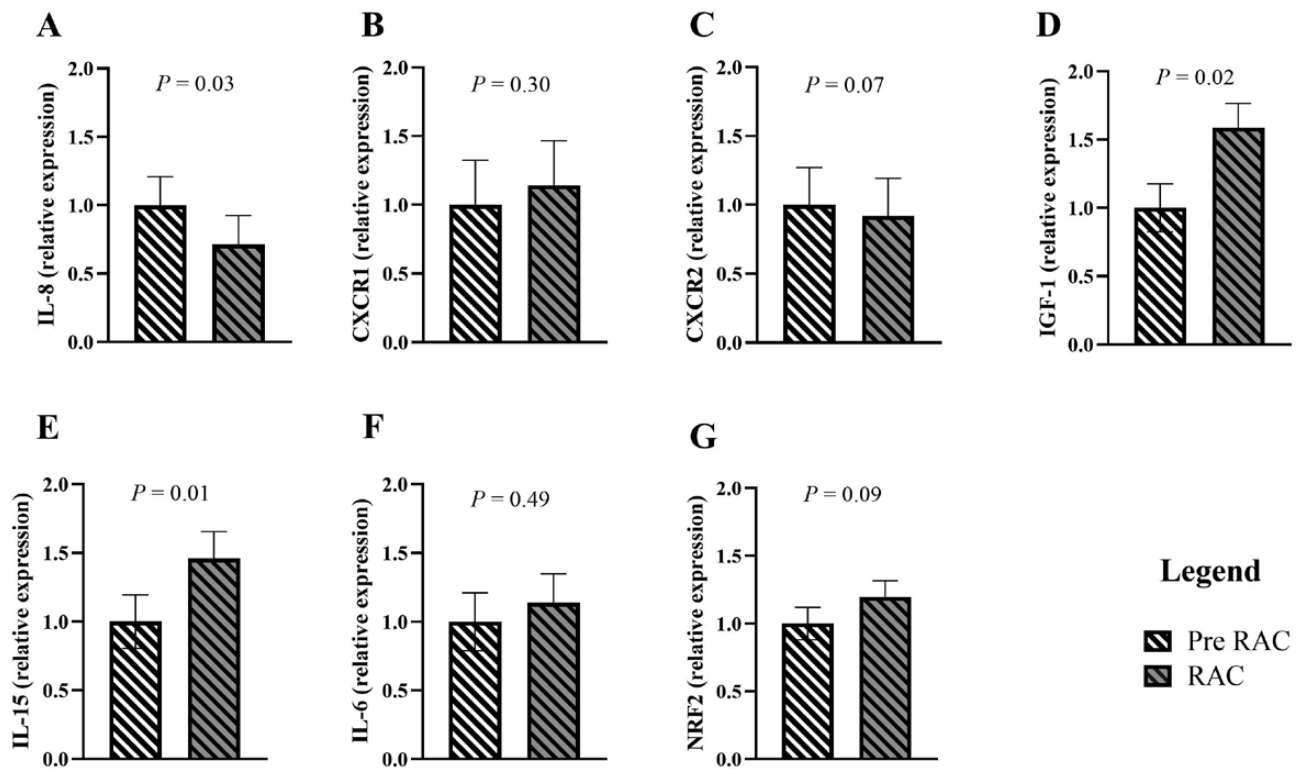 A
P = 0.03
IL-8 (relative expression)
2.0
1.5
1.0
0.5
0.0
B
P = 0.30
CXCR1 (relative expression)
2.0
1.5
1.0
0.5
0.0
C
P = 0.07
CXCR2 (relative expression)
2.0
1.5
1.0
0.5
0.0
D
P = 0.02
IGF-1 (relative expression)
2.0
1.5
1.0
0.5
0.0
E
P = 0.01
IL-15 (relative expression)
2.0
1.5
1.0
0.5
0.0
F
P = 0.49
IL-6 (relative expression)
2.0
1.5
1.0
0.5
0.0
G
P = 0.09
NRF2 (relative expression)
2.0
1.5
1.0
0.5
0.0
Legend
Pre RAC
RAC